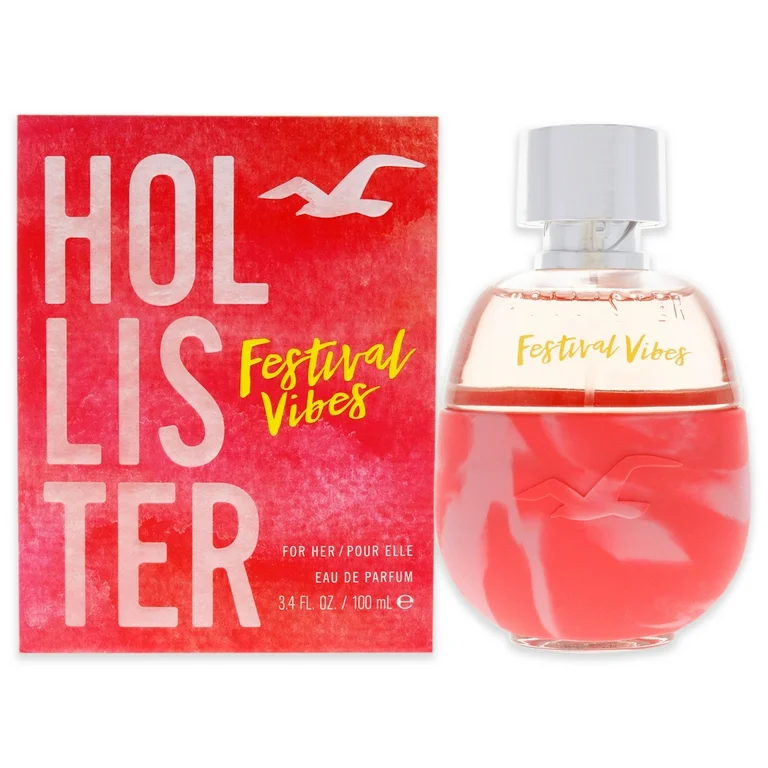 HOL
LIS
TER
Festival
Vibes
FOR HER / POUR ELLE
EAU DE PARFUM
3.4 FL. OZ. / 100 mL ℮
Festival Vibes